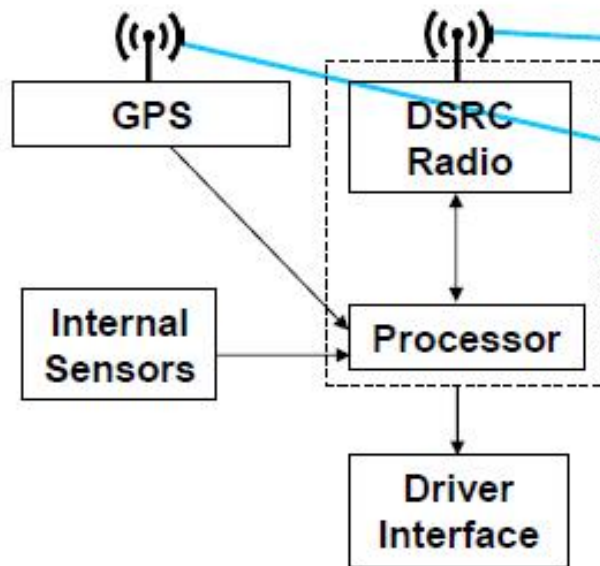 GPS
DSRC
Radio
Internal
Sensors
Processor
Driver
Interface